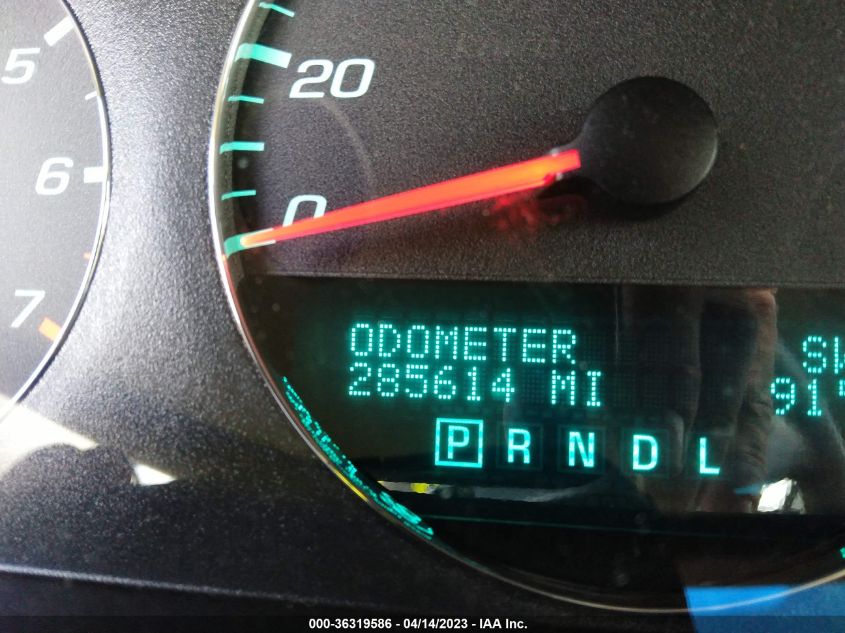 5
6
7
20
0
ODOMETER
285614 MI
P R N D L
000-36319586 - 04/14/2023 - IAA Inc.